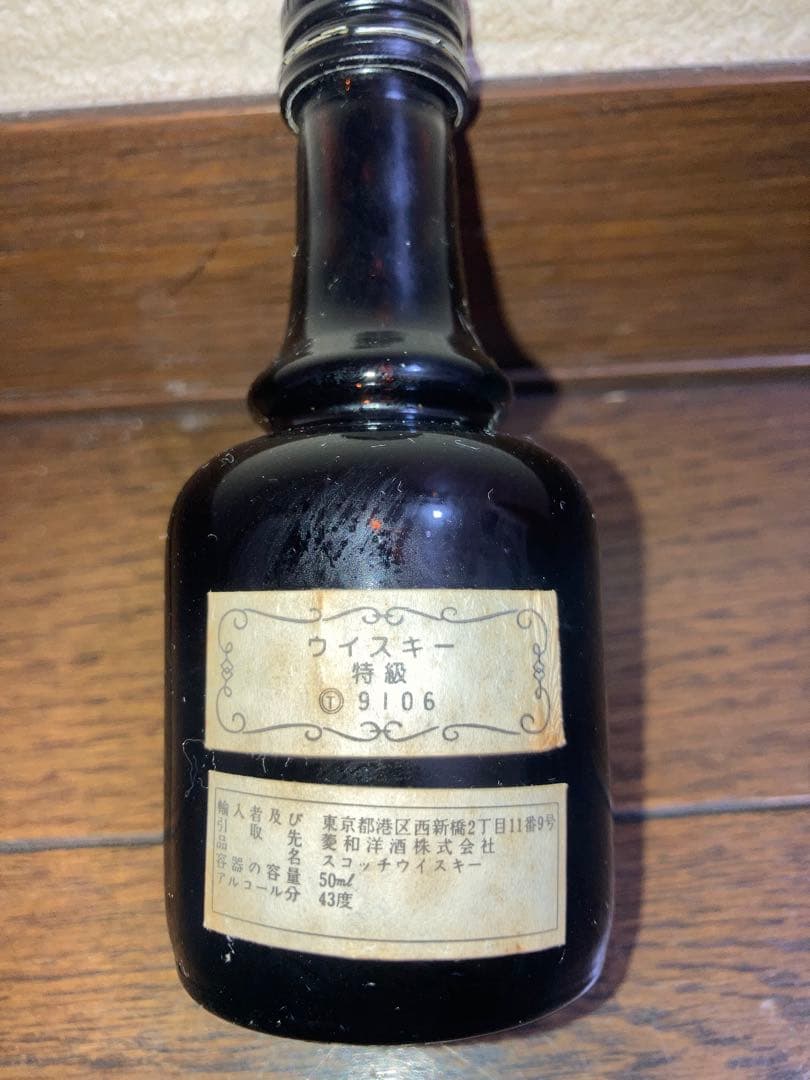 ウイスキー
特級
Ⓣ 9106
輸入者及び 東京都港区西新橋2丁目11番9号
引取先 菱和洋酒株式会社
品名 スコッチウイスキー
容器の容量 50ml
アルコール分 43度